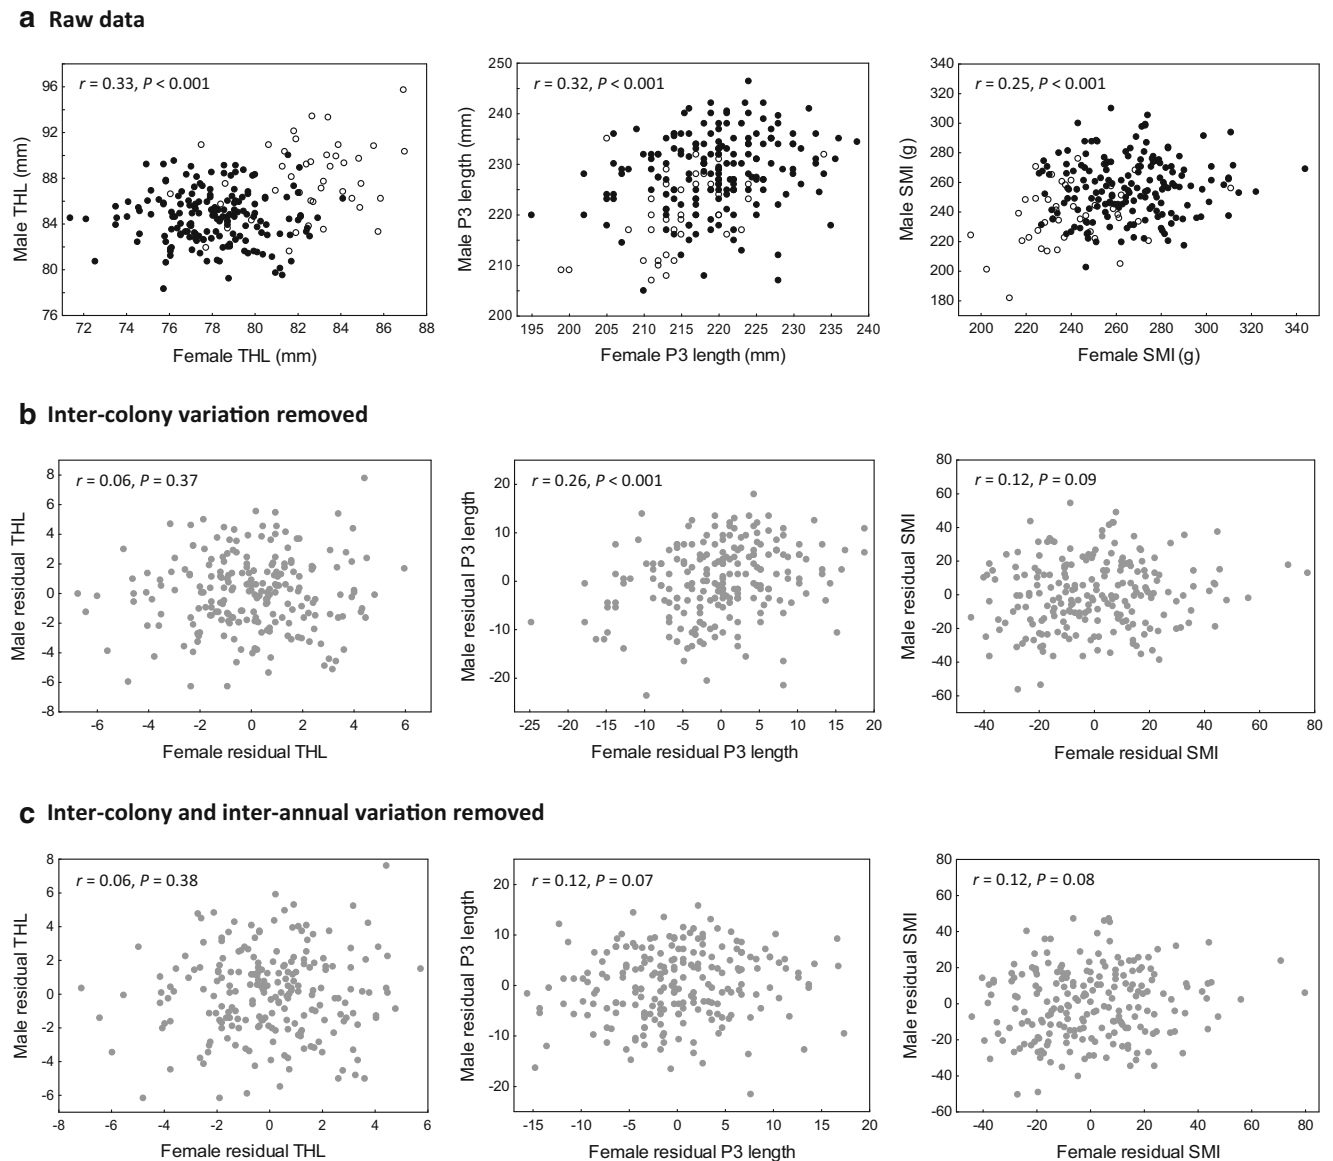 a Raw data
r = 0.33, P < 0.001
96
92
88
84
80
76
Male THL (mm)
72 74 76 78 80 82 84 86 88
Female THL (mm)
r = 0.32, P < 0.001
250
240
230
220
210
200
Male P3 length (mm)
195 200 205 210 215 220 225 230 235 240
Female P3 length (mm)
r = 0.25, P < 0.001
340
320
300
280
260
240
220
200
180
Male SMI (g)
200 220 240 260 280 300 320 340
Female SMI (g)
b Inter-colony variation removed
r = 0.06, P = 0.37
8
6
4
2
0
-2
-4
-6
-8
Male residual THL
-6 -4 -2 0 2 4 6
Female residual THL
r = 0.26, P < 0.001
20
10
0
-10
-20
Male residual P3 length
-25 -20 -15 -10 -5 0 5 10 15 20
Female residual P3 length
r = 0.12, P = 0.09
80
60
40
20
0
-20
-40
-60
Male residual SMI
-40 -20 0 20 40 60 80
Female residual SMI
c Inter-colony and inter-annual variation removed
r = 0.06, P = 0.38
8
6
4
2
0
-2
-4
-6
Male residual THL
-8 -6 -4 -2 0 2 4 6
Female residual THL
r = 0.12, P = 0.07
20
10
0
-10
-20
Male residual P3 length
-15 -10 -5 0 5 10 15 20
Female residual P3 length
r = 0.12, P = 0.08
80
60
40
20
0
-20
-40
-60
Male residual SMI
-40 -20 0 20 40 60 80
Female residual SMI